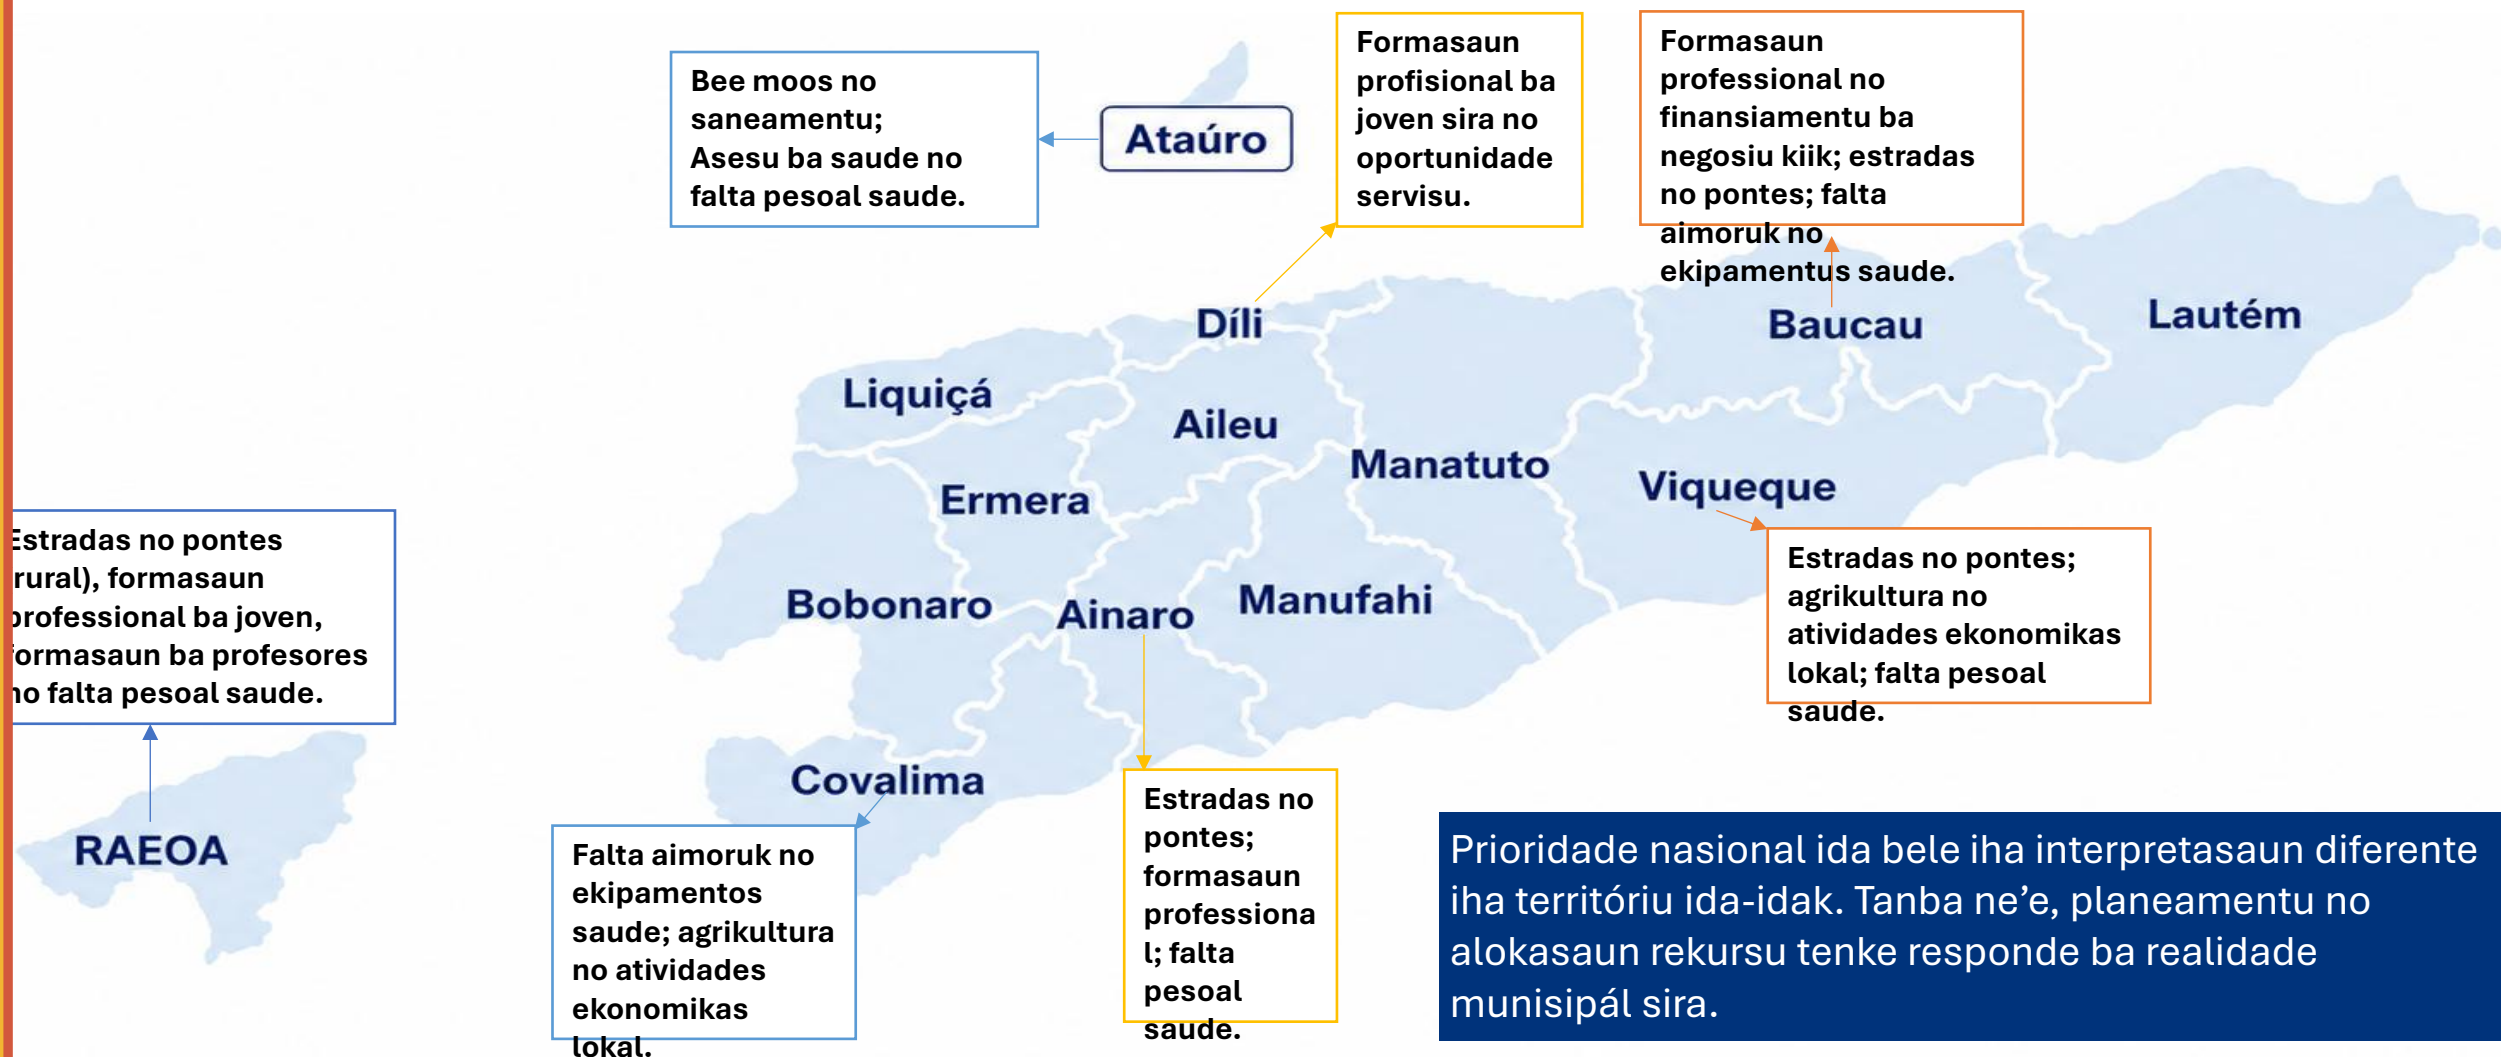 Bee moos no
saneamentu;
Asesu ba saude no
falta pesoal saude.
Ataúro
Formasaun
profisional ba
joven sira no
oportunidade
servisu.
Formasaun
professional no
finansiamentu ba
negosiu kiik; estradas
no pontes; falta
aimoruk no
ekipamentus saude.
Díli
Baucau
Lautém
Liquiçá
Aileu
Manatuto
Viqueque
Ermera
Estradas no pontes
rural), formasaun
professional ba joven,
formasaun ba profesores
no falta pesoal saude.
Estradas no pontes;
agrikultura no
atividades ekonomikas
lokal; falta pesoal
saude.
Bobonaro
Ainaro
Manufahi
Covalima
RAEOA
Falta aimoruk no
ekipamentos
saude; agrikultura
no atividades
ekonomikas
lokal.
Estradas no
pontes;
formasaun
professiona
l; falta
pesoal
saude.
Prioridade nasional ida bele iha interpretasaun diferente
iha território ida-idak. Tanba ne’e, planeamentu no
alokasaun rekursu tenke responde ba realidade
munisipál sira.